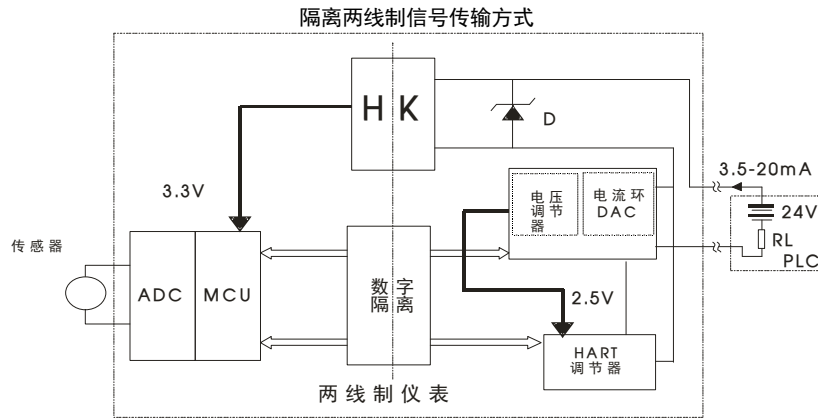 隔离两线制信号传输方式
H K
D
3.5-20mA
3.3V
电压
调节
器
电流环
DAC
24V
RL
PLC
传感器
ADC
MCU
数字
隔离
2.5V
HART
调节器
两线制仪表